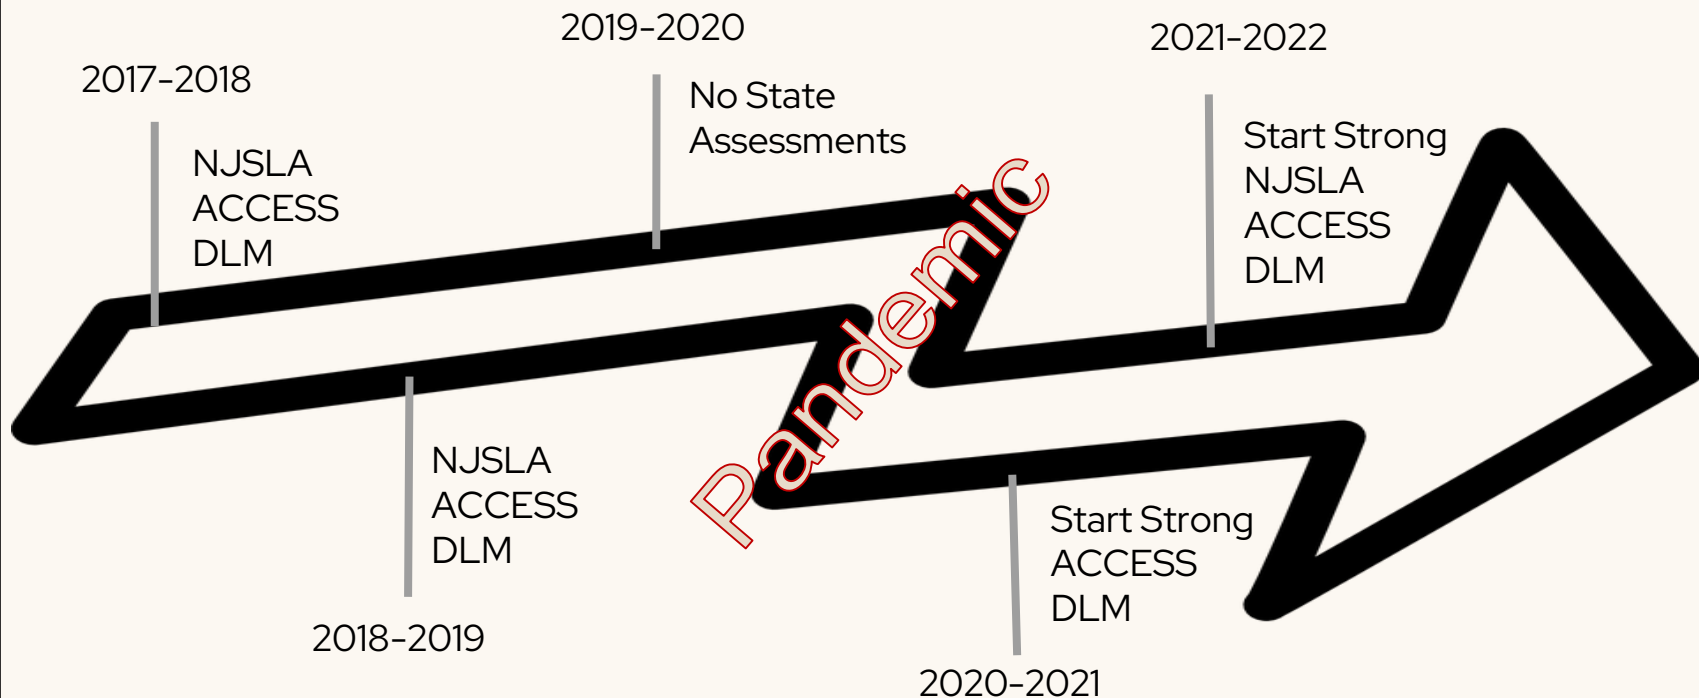 2017-2018
NJSLA
ACCESS
DLM
2018-2019
NJSLA
ACCESS
DLM
2019-2020
No State
Assessments
Pandemic
2020-2021
Start Strong
ACCESS
DLM
2021-2022
Start Strong
NJSLA
ACCESS
DLM